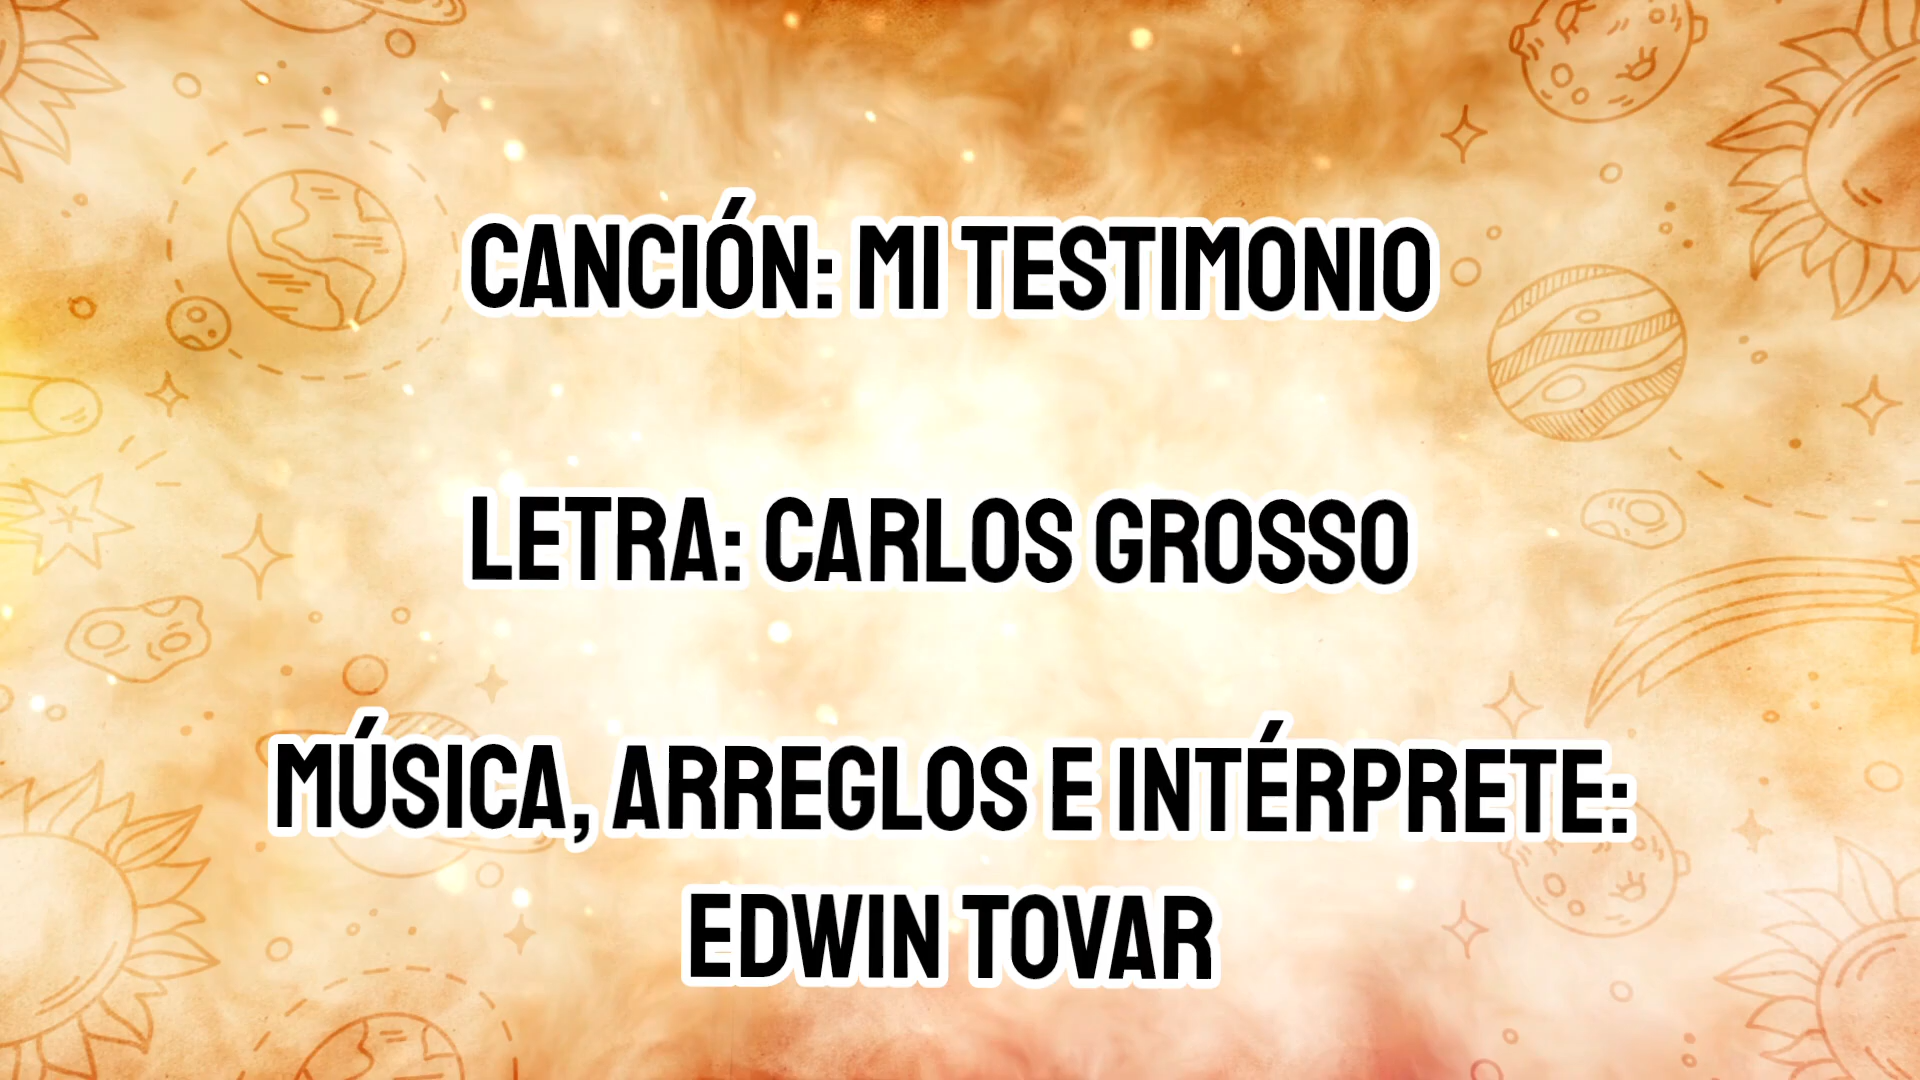 CANCIÓN: MI TESTIMONIO
LETRA: CARLOS GROSSO
MÚSICA, ARREGLOS E INTÉRPRETE:
EDWIN TOVAR